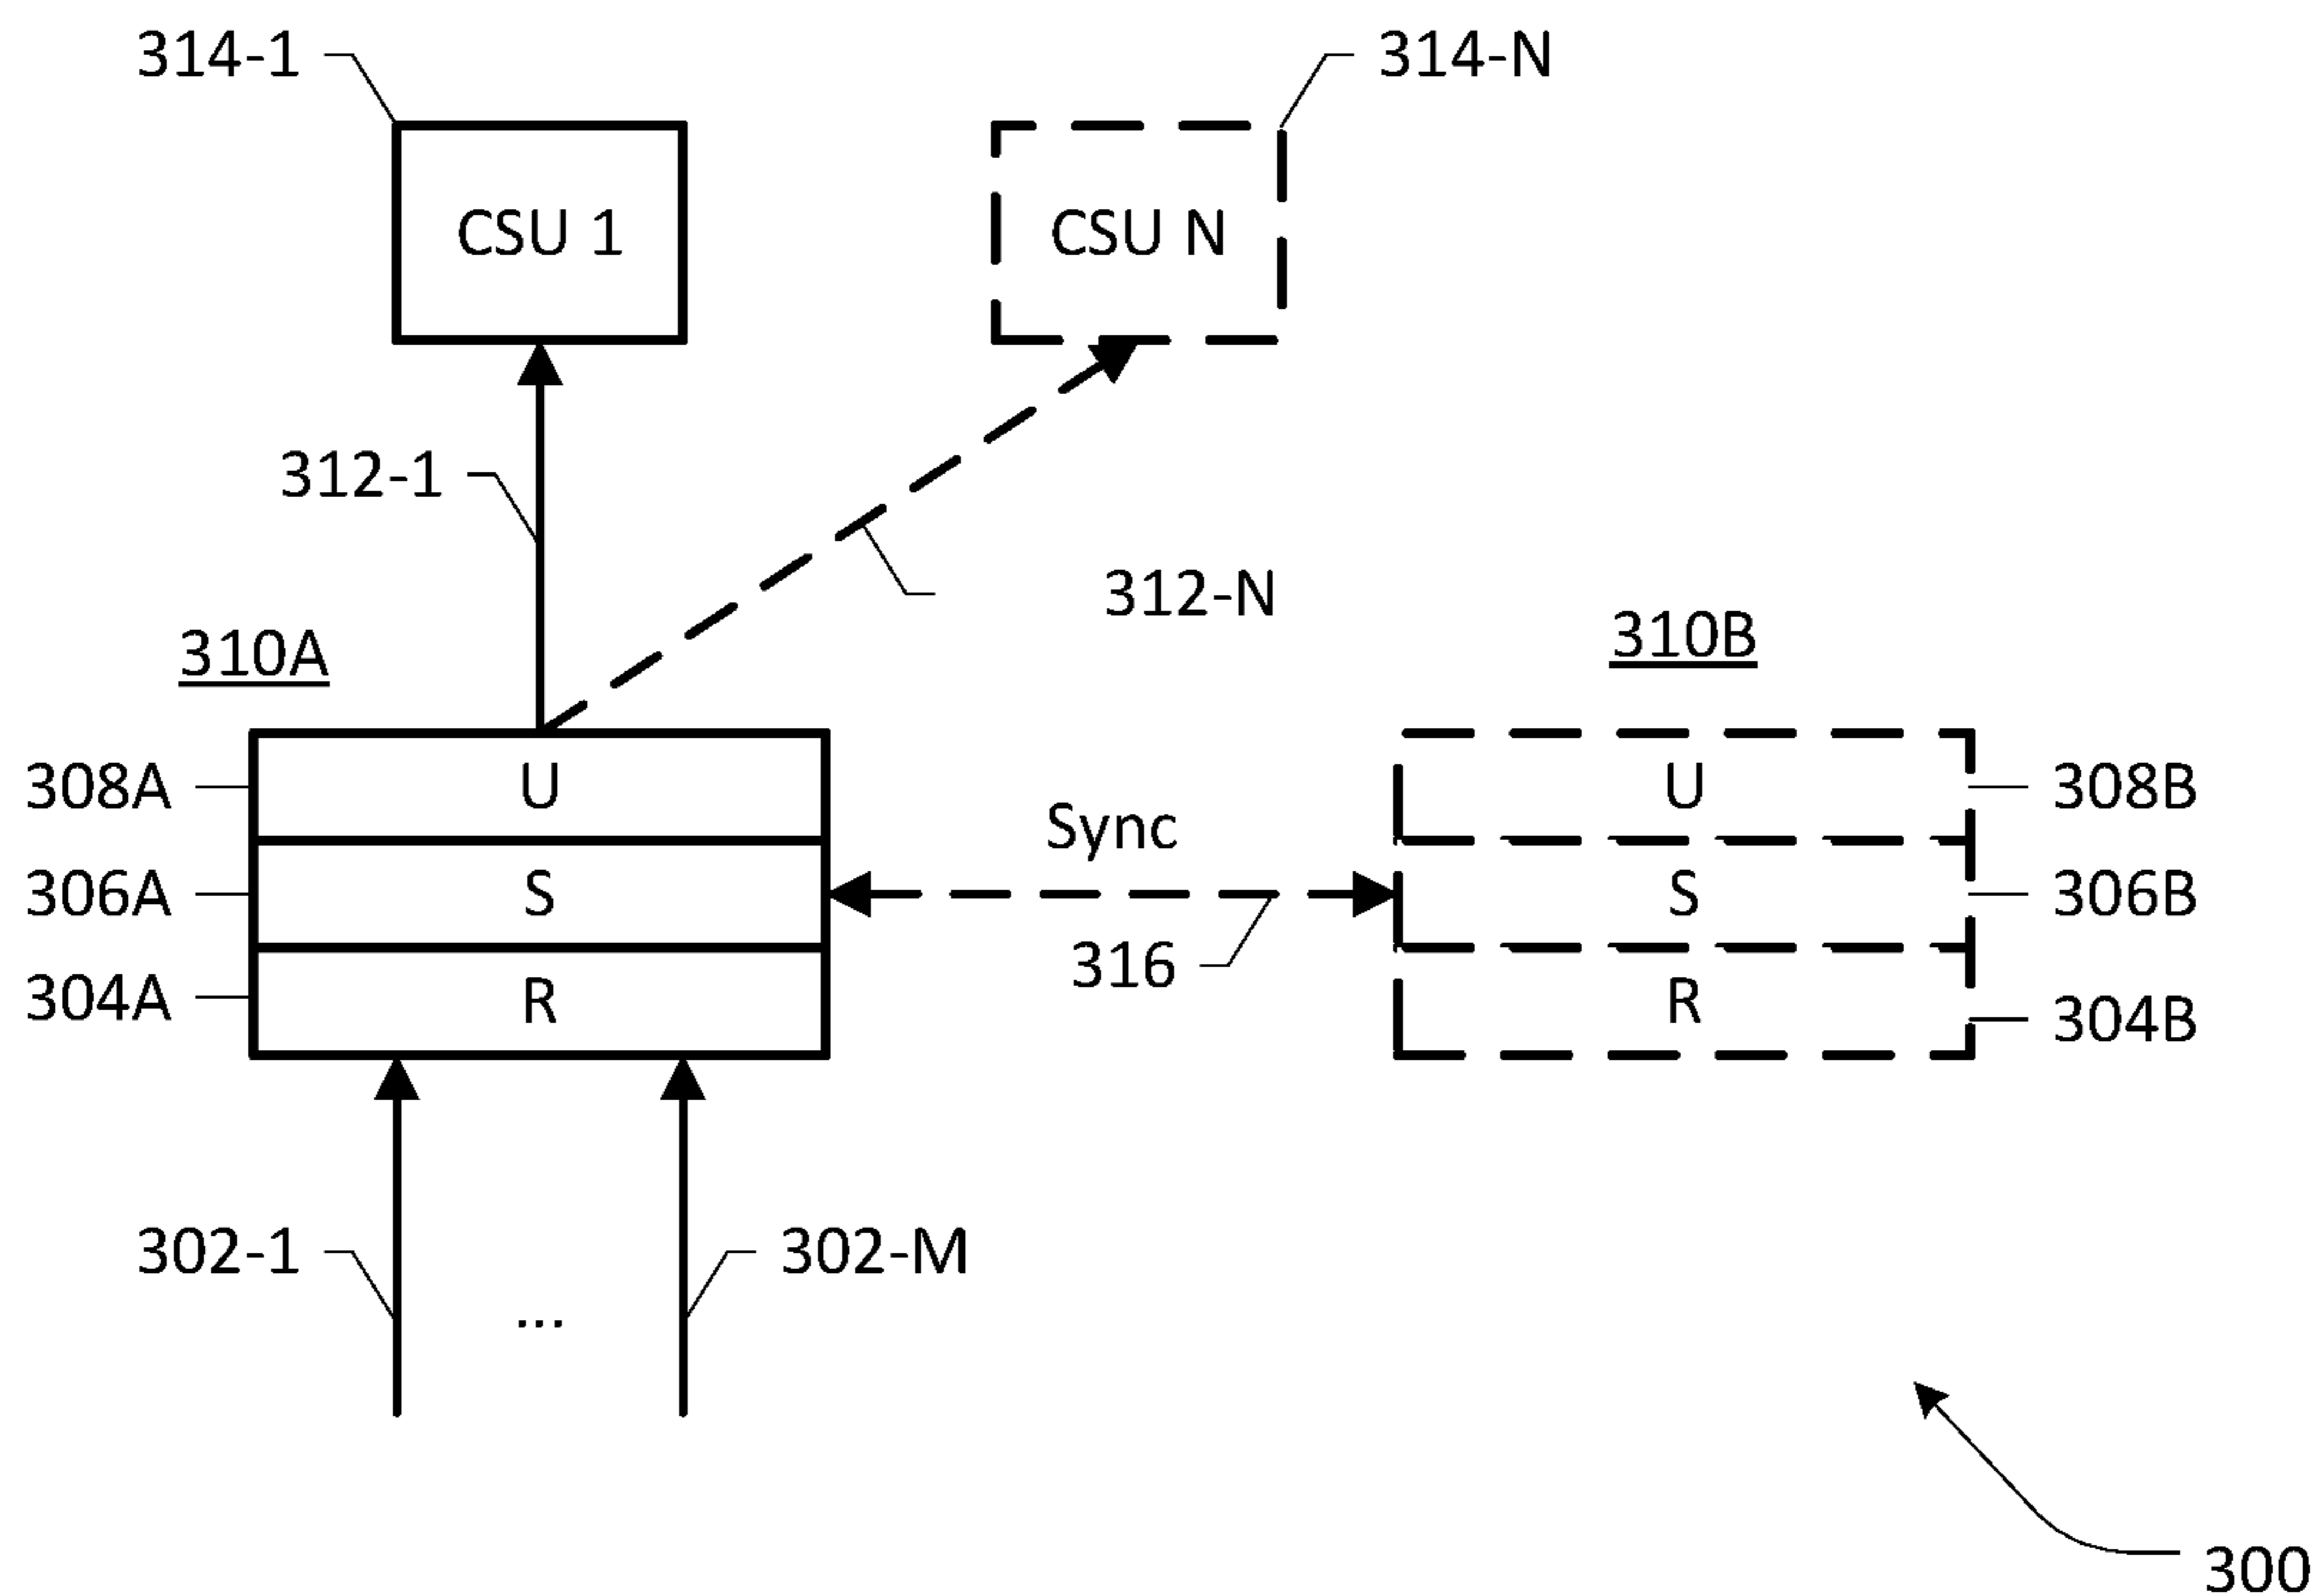 314-1
314-N
CSU 1
CSU N
312-1
312-N
310A
310B
308A
U
U
308B
Sync
306A
S
S
306B
316
304A
R
R
304B
302-1
302-M
...
300